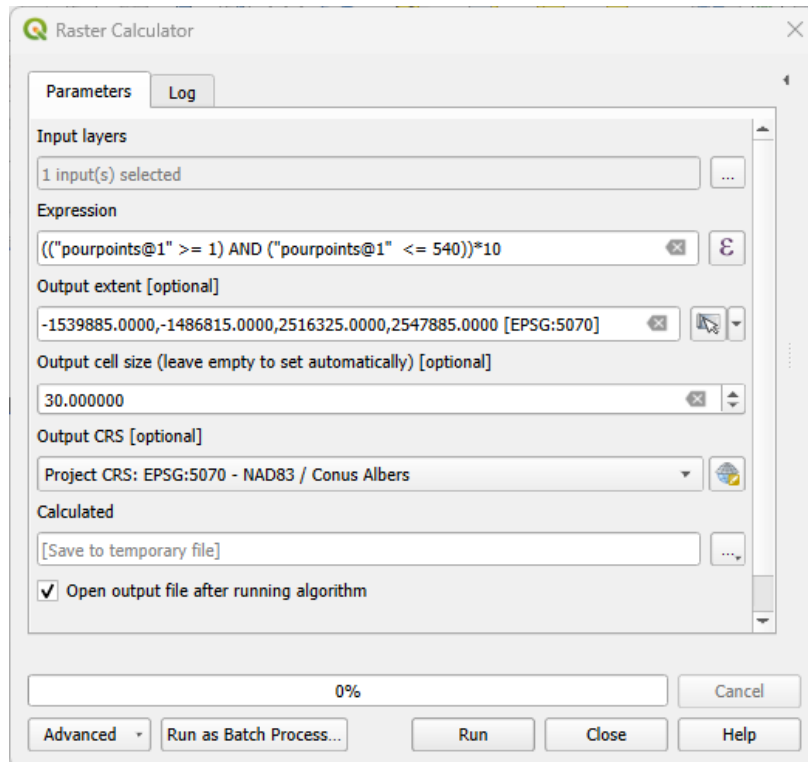 Raster Calculator
Parameters Log
Input layers
1 input(s) selected
...
Expression
(("pourpoints@1" >= 1) AND ("pourpoints@1"  <= 540))*10
ε
Output extent [optional]
-1539885.0000,-1486815.0000,2516325.0000,2547885.0000 [EPSG:5070]
Output cell size (leave empty to set automatically) [optional]
30.000000
Output CRS [optional]
Project CRS: EPSG:5070 - NAD83 / Conus Albers
Calculated
[Save to temporary file]
...
Open output file after running algorithm
0%
Cancel
Advanced Run as Batch Process... Run Close Help